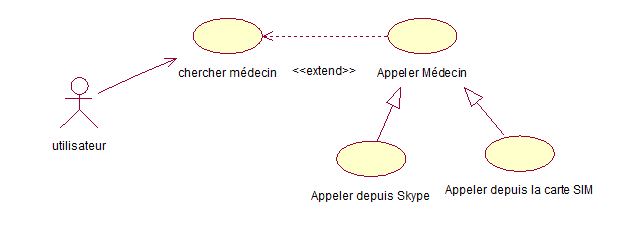 chercher médecin
<<extend>>
Appeler Médecin
utilisateur
Appeler depuis Skype
Appeler depuis la carte SIM